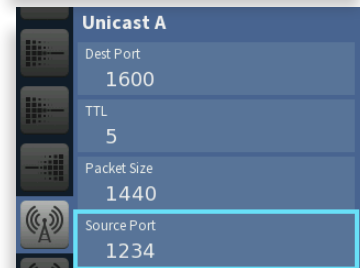 Unicast A
Dest Port
1600
TTL
5
Packet Size
1440
Source Port
1234